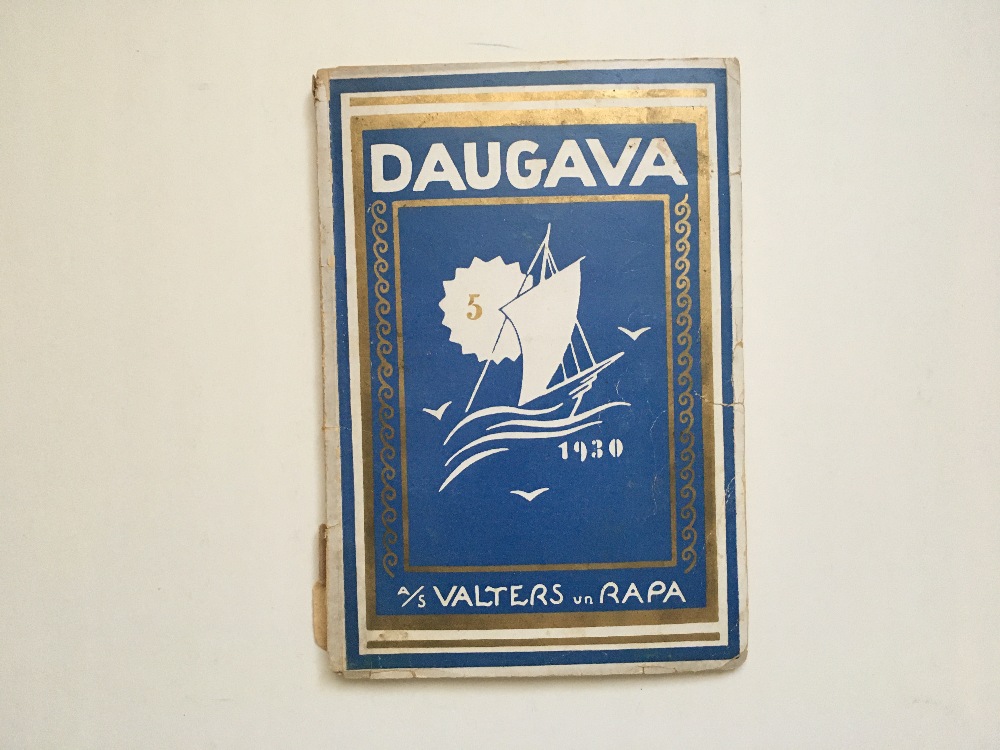 DAUGAVA
5
1930
A/S VALTERS un RAPA